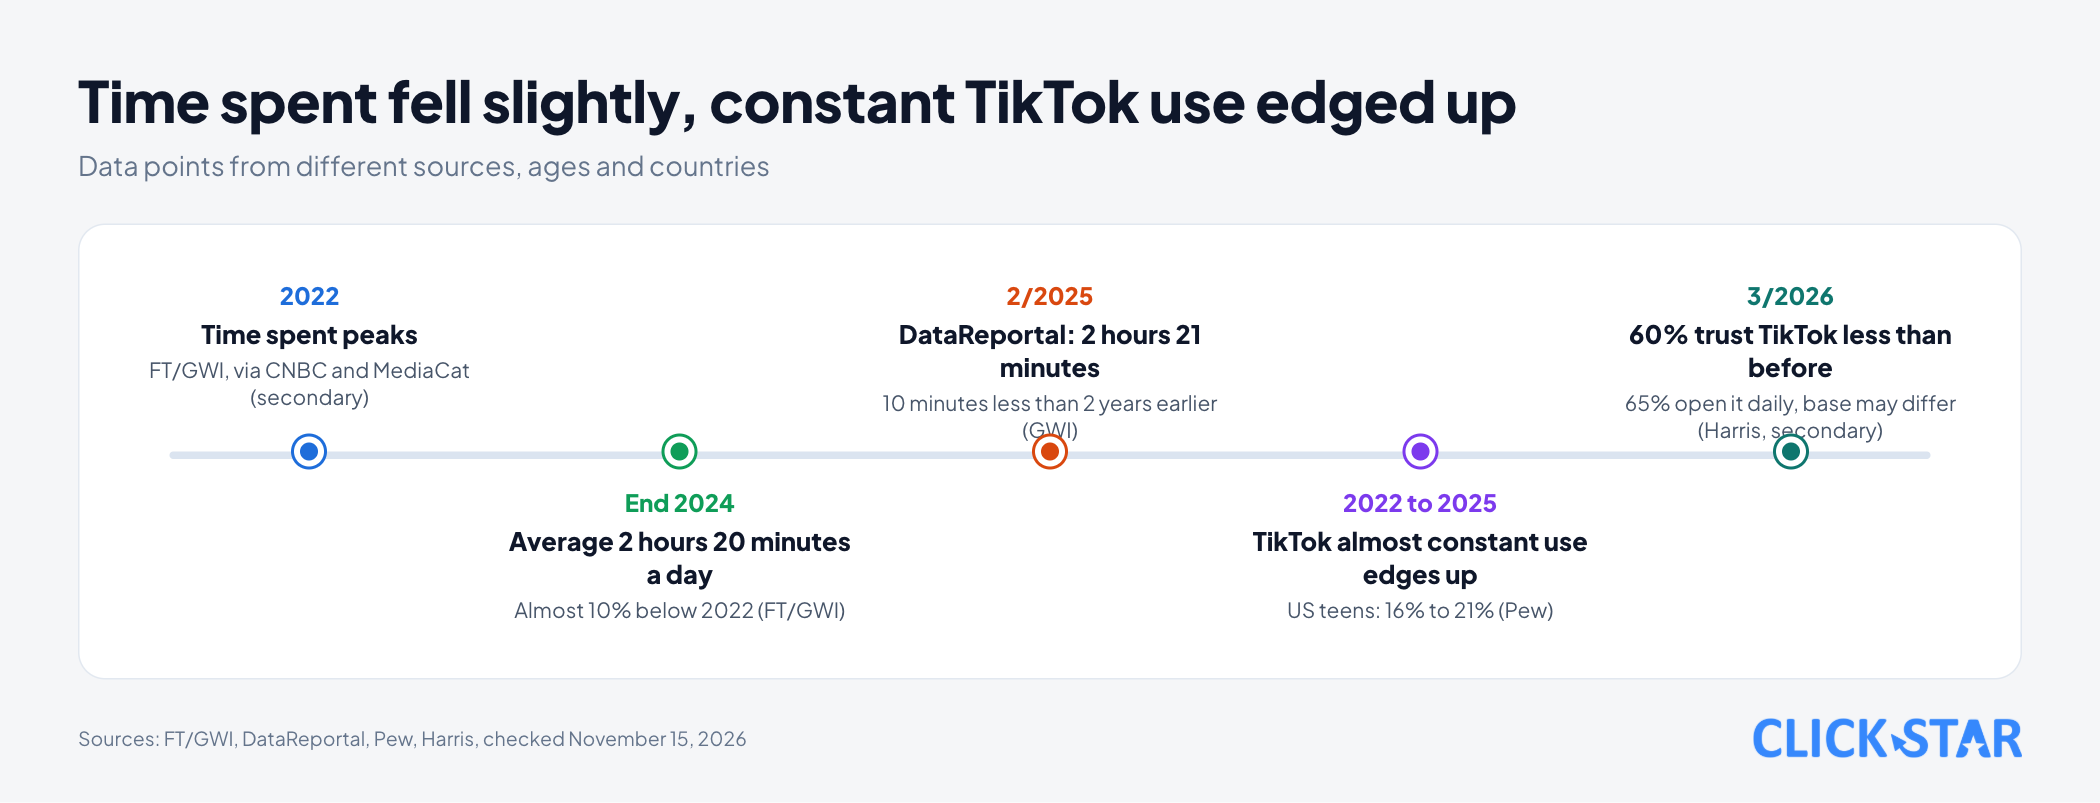 Time spent fell slightly, constant TikTok use edged up
Data points from different sources, ages and countries
2022
Time spent peaks
FT/GWI, via CNBC and MediaCat
(secondary)
End 2024
Average 2 hours 20 minutes
a day
Almost 10% below 2022 (FT/GWI)
2/2025
DataReportal: 2 hours 21
minutes
10 minutes less than 2 years earlier
(GWI)
2022 to 2025
TikTok almost constant use
edges up
US teens: 16% to 21% (Pew)
3/2026
60% trust TikTok less than
before
65% open it daily, base may differ
(Harris, secondary)
Sources: FT/GWI, DataReportal, Pew, Harris, checked November 15, 2026
CLICKSTAR